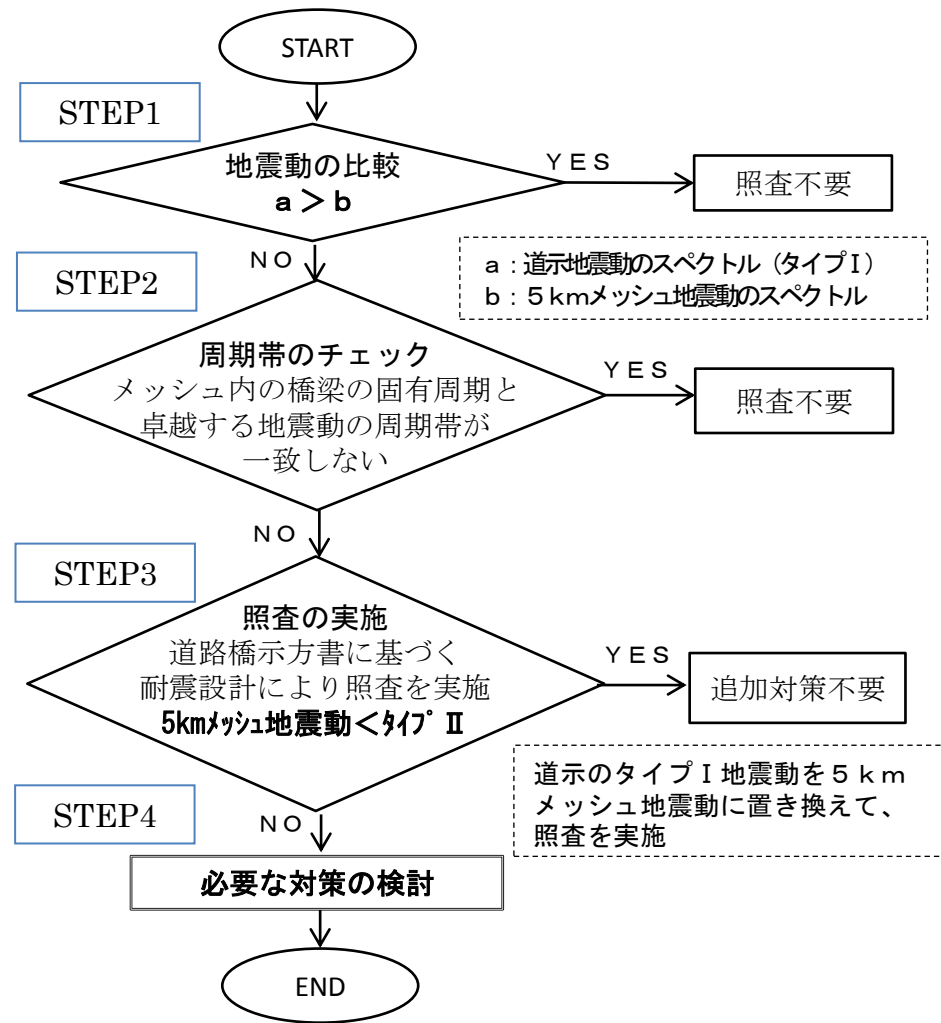 START
STEP1
地震動の比較
a＞b
ＹＥＳ
照査不要
ＮＯ
a：道示地震動のスペクトル（タイプⅠ）
b：５ｋｍメッシュ地震動のスペクトル
STEP2
周期帯のチェック
メッシュ内の橋梁の固有周期と
卓越する地震動の周期帯が
一致しない
ＹＥＳ
照査不要
ＮＯ
STEP3
照査の実施
道路橋示方書に基づく
耐震設計により照査を実施
5kmﾒｯｼｭ地震動＜ﾀｲﾌﾟⅡ
ＹＥＳ
追加対策不要
道示のタイプⅠ地震動を５ｋｍ
メッシュ地震動に置き換えて、
照査を実施
STEP4
ＮＯ
必要な対策の検討
END